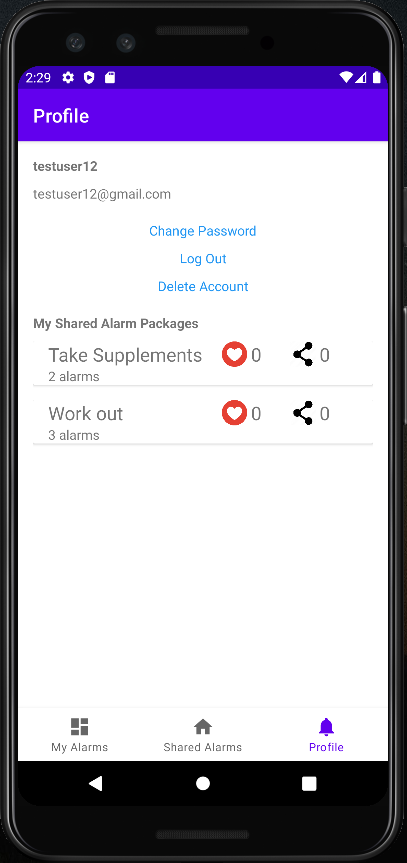 2:29
Profile
testuser12
testuser12@gmail.com
Change Password
Log Out
Delete Account
My Shared Alarm Packages
Take Supplements 0 0
2 alarms
Work out 0 0
3 alarms
My Alarms Shared Alarms Profile